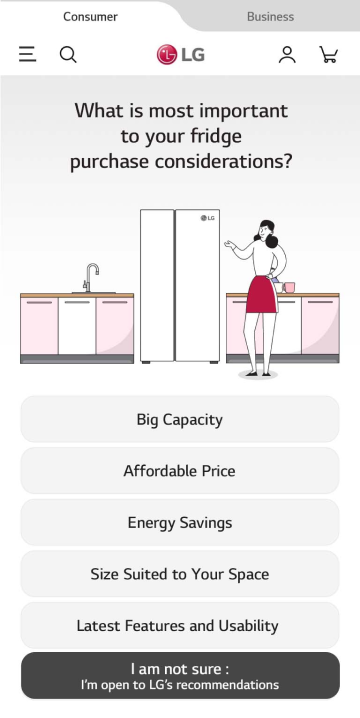 Consumer
Business
LG
What is most important
to your fridge
purchase considerations?
LG
Big Capacity
Affordable Price
Energy Savings
Size Suited to Your Space
Latest Features and Usability
I am not sure :
I'm open to LG's recommendations